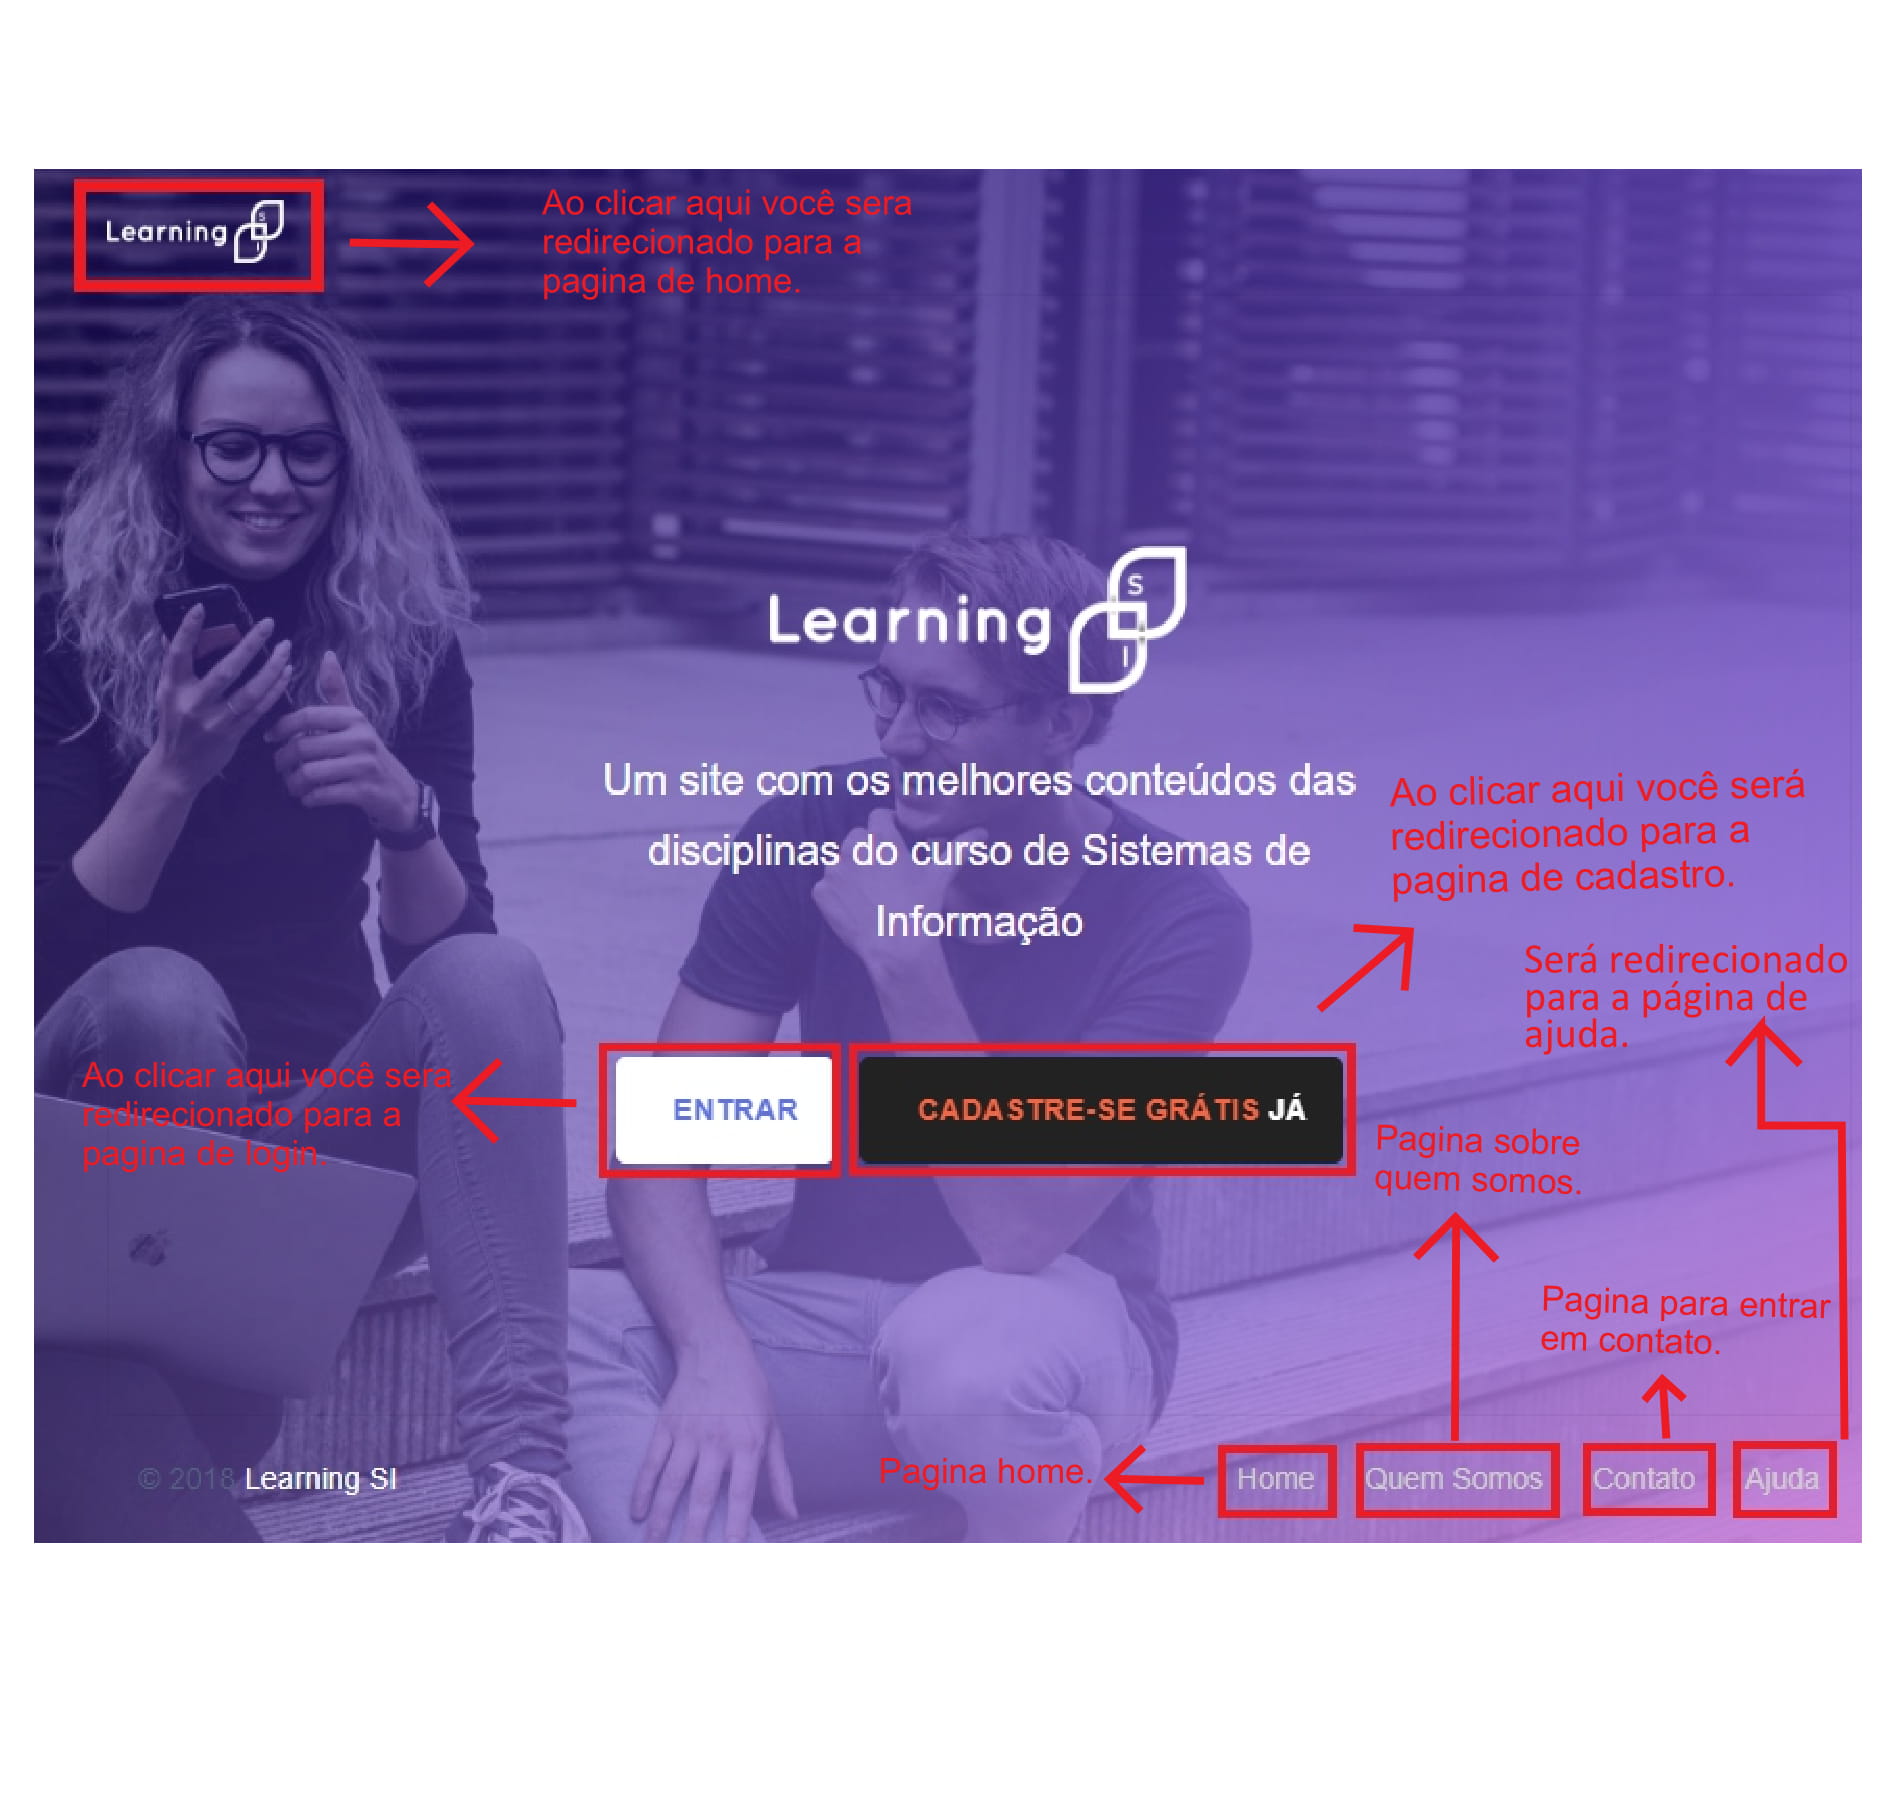 Learning SI
Ao clicar aqui você sera
redirecionado para a
pagina de home.
Learning SI
Um site com os melhores conteúdos das
disciplinas do curso de Sistemas de
Informação
Ao clicar aqui você será
redirecionado para a
pagina de cadastro.
Será redirecionado
para a página de
ajuda.
Ao clicar aqui você sera
redirecionado para a
pagina de login.
ENTRAR
CADASTRE-SE GRÁTIS JÁ
Pagina sobre
quem somos.
Pagina para entrar
em contato.
Pagina home.
© 2018 Learning SI
Home
Quem Somos
Contato
Ajuda